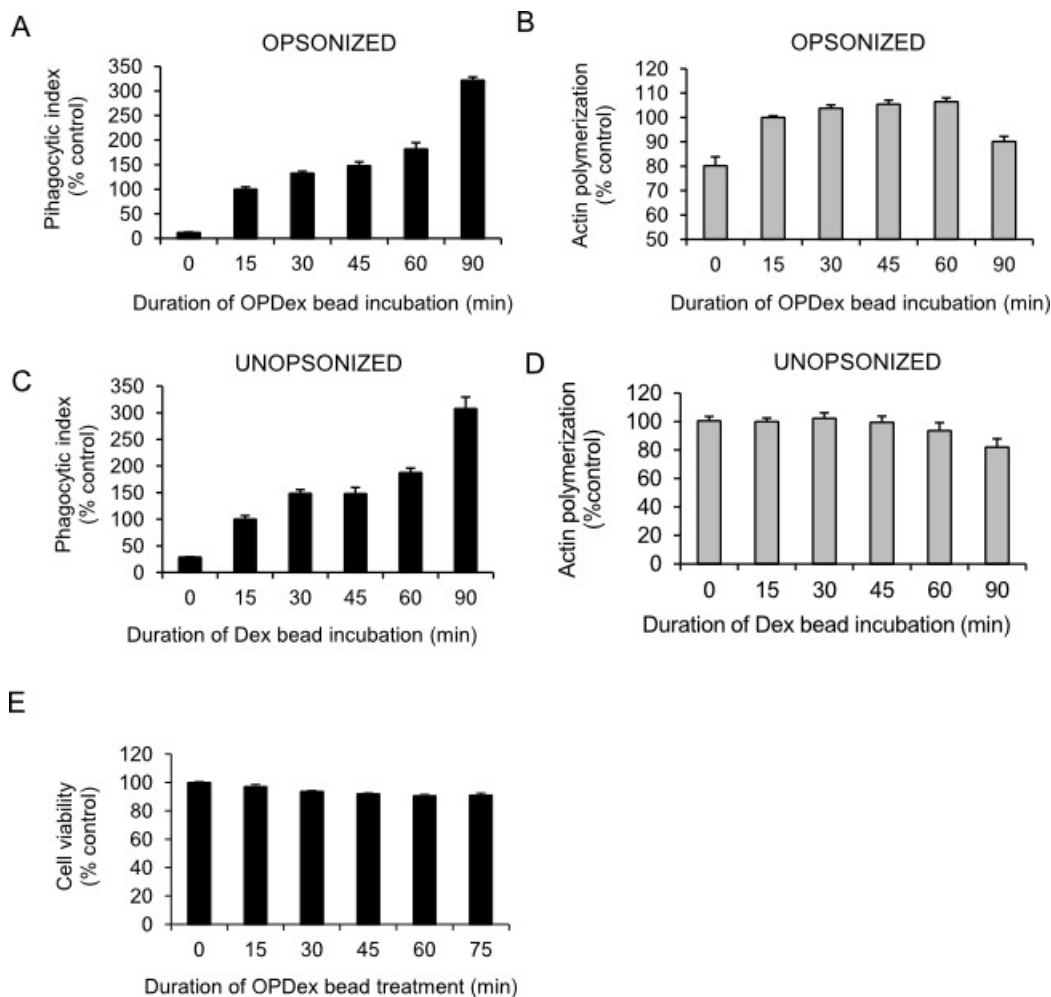 A
OPSONIZED
Pihagocytic index
(% control)
350
300
250
200
150
100
50
0
0 15 30 45 60 90
Duration of OPDex bead incubation (min)
B
OPSONIZED
Actin polymerization
(% control)
120
110
100
90
80
70
60
50
0 15 30 45 60 90
Duration of OPDex bead incubation (min)
C
UNOPSONIZED
Phagocytic index
(% control)
350
300
250
200
150
100
50
0
0 15 30 45 60 90
Duration of Dex bead incubation (min)
D
UNOPSONIZED
Actin polymerization
(%control)
120
100
80
60
40
20
0
0 15 30 45 60 90
Duration of Dex bead incubation (min)
E
Cell viability
(% control)
120
100
80
60
40
20
0
0 15 30 45 60 75
Duration of OPDex bead treatment (min)